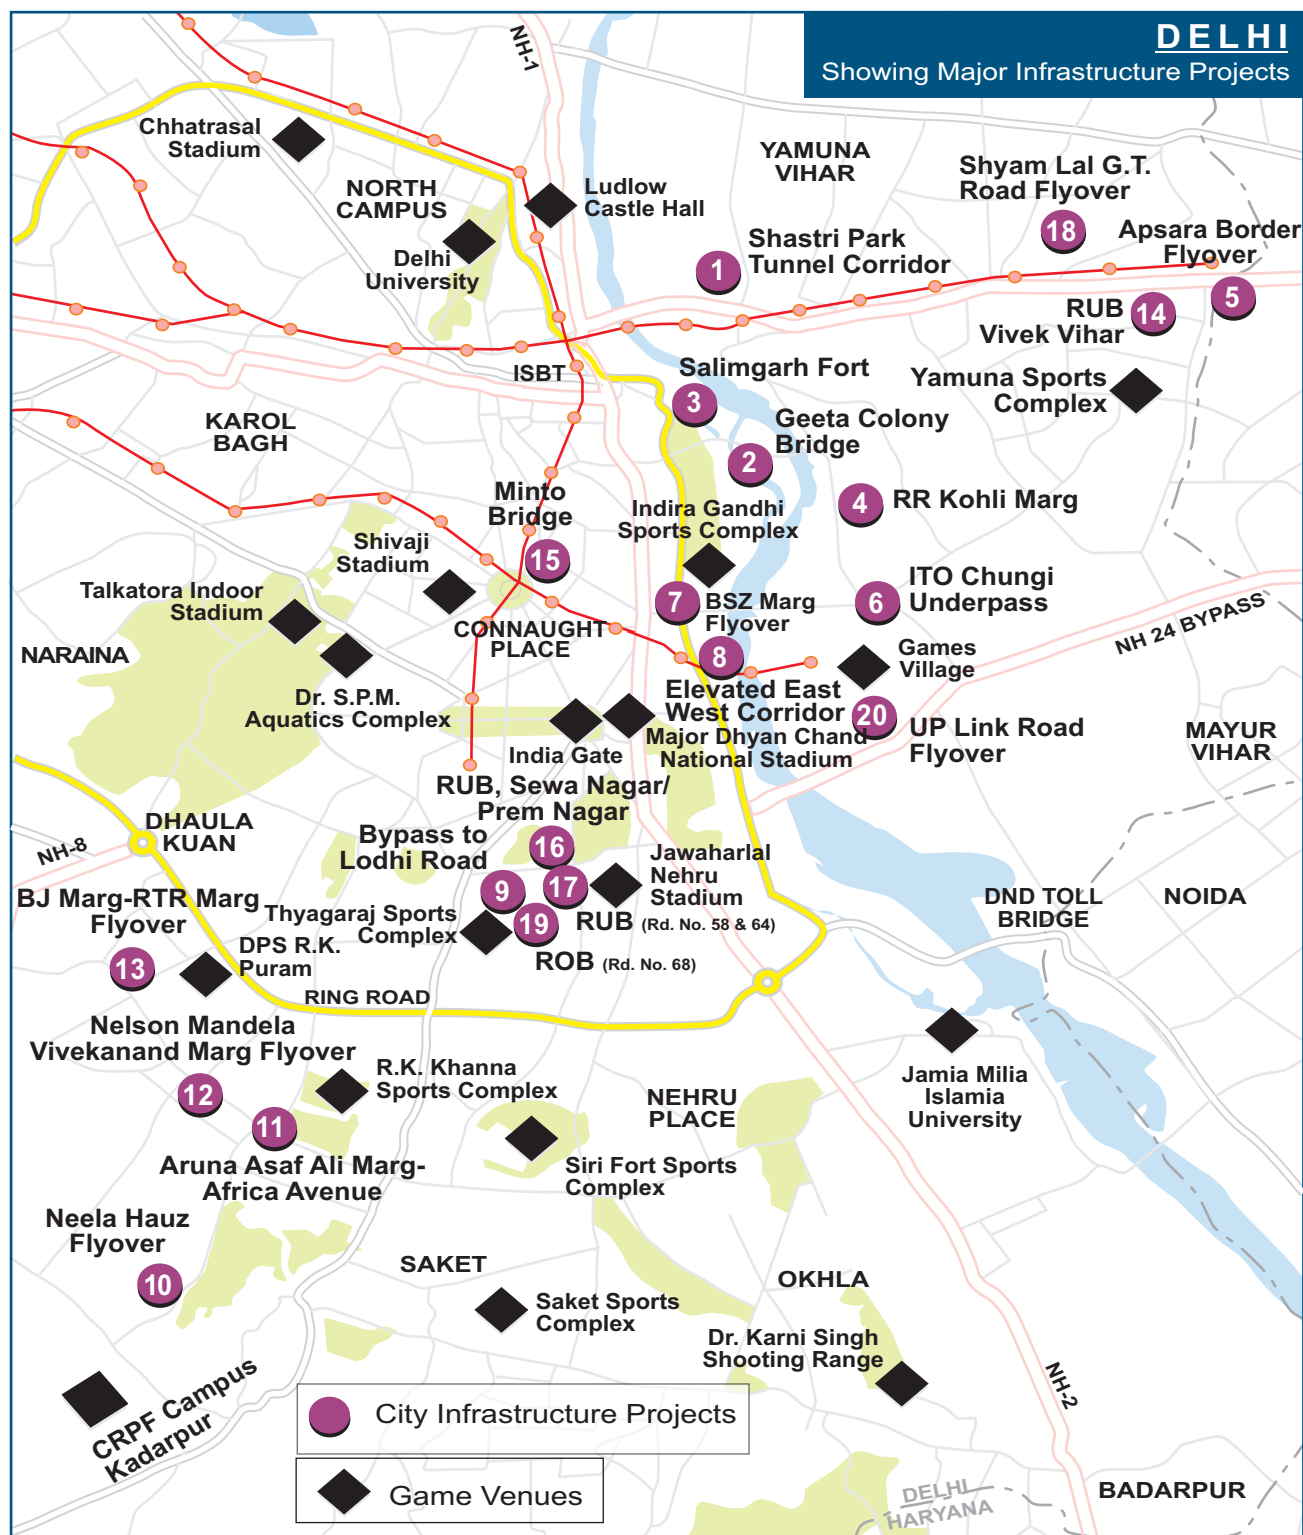 DELHI
Showing Major Infrastructure Projects
NH-1
Chhatrasal
Stadium
NORTH
CAMPUS
Delhi
University
Ludlow
Castle Hall
YAMUNA
VIHAR
Shyam Lal G.T.
Road Flyover
18
Apsara Border
Flyover
5
Shastri Park
Tunnel Corridor
1
RUB
Vivek Vihar
14
ISBT
Salimgarh Fort
3
Yamuna Sports
Complex
KAROL
BAGH
Geeta Colony
Bridge
2
Minto
Bridge
15
Indira Gandhi
Sports Complex
4
RR Kohli Marg
Shivaji
Stadium
Talkatora Indoor
Stadium
7
BSZ Marg
Flyover
6
ITO Chungi
Underpass
NH 24 BYPASS
NARAINA
CONNAUGHT
PLACE
8
Elevated East
West Corridor
Games
Village
Dr. S.P.M.
Aquatics Complex
India Gate
Major Dhyan Chand
National Stadium
20
UP Link Road
Flyover
MAYUR
VIHAR
RUB, Sewa Nagar/
Prem Nagar
16
DHAULA
KUAN
NH-8
Bypass to
Lodhi Road
9
17
Jawaharlal
Nehru
Stadium
BJ Marg-RTR Marg
Flyover
13
Thyagaraj Sports
Complex
19
RUB (Rd. No. 58 & 64)
ROB (Rd. No. 68)
DND TOLL
BRIDGE
NOIDA
DPS R.K.
Puram
RING ROAD
Nelson Mandela
Vivekanand Marg Flyover
12
R.K. Khanna
Sports Complex
11
Aruna Asaf Ali Marg-
Africa Avenue
NEHRU
PLACE
Jamia Milia
Islamia
University
Siri Fort Sports
Complex
Neela Hauz
Flyover
10
SAKET
OKHLA
Saket Sports
Complex
Dr. Karni Singh
Shooting Range
NH-2
CRPF Campus
Kadarpur
City Infrastructure Projects
Game Venues
DELHI
HARYANA
BADARPUR